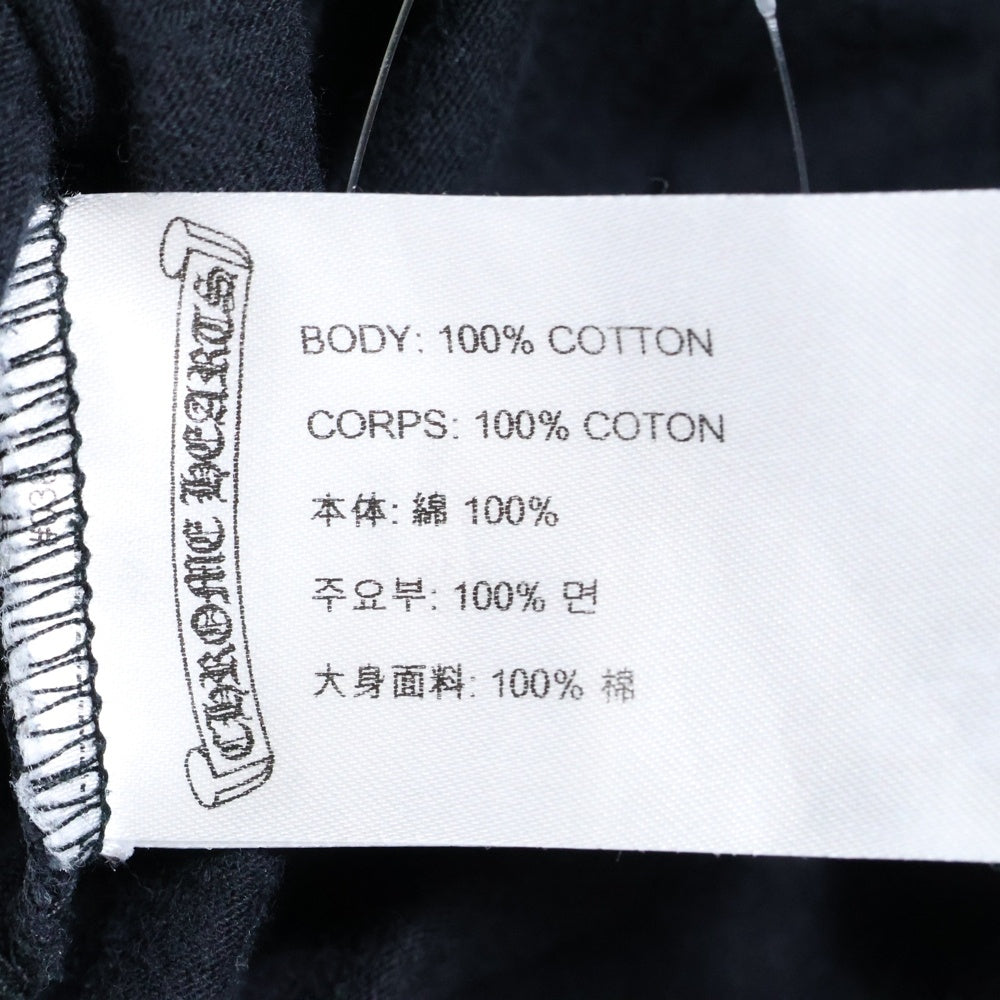 CHROME HEARTS
BODY: 100% COTTON
CORPS: 100% COTON
本体: 綿 100%
주요부: 100% 면
大身面料: 100% 棉